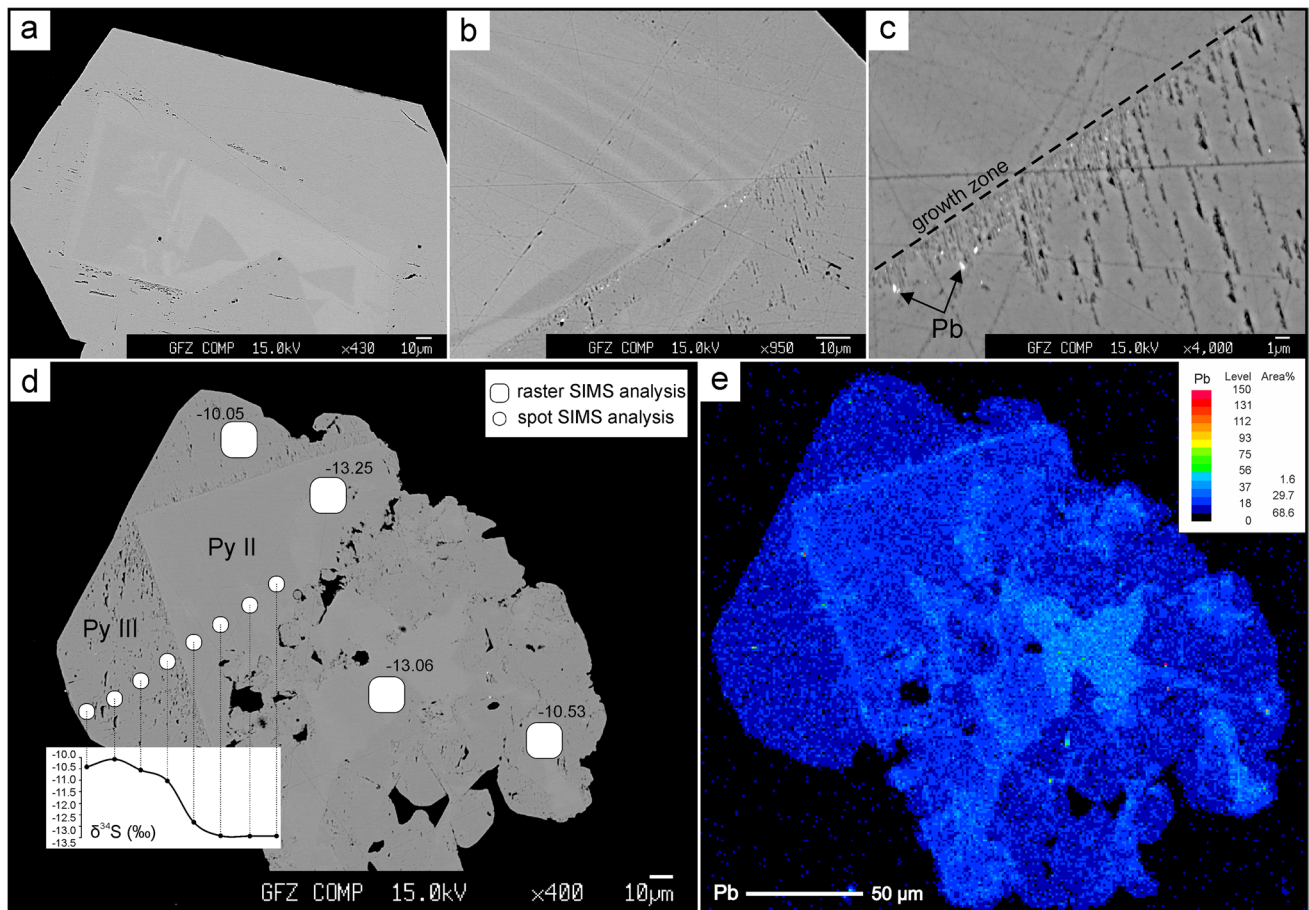 a
b
c
growth zone
Pb
GFZ COMP 15.0kV ×430 10µm
GFZ COMP 15.0kV ×950 10µm
GFZ COMP 15.0kV ×4,000 1µm
d
raster SIMS analysis
spot SIMS analysis
-10.05
-13.25
Py II
Py III
-13.06
-10.53
-10.0
-10.5
-11.0
-11.5
-12.0
-12.5
-13.0
-13.5
δ34S (‰)
GFZ COMP 15.0kV ×400 10µm
e
Pb Level Area%
150
131
112
93
75
56
37 1.6
18 29.7
0 68.6
Pb 50 µm